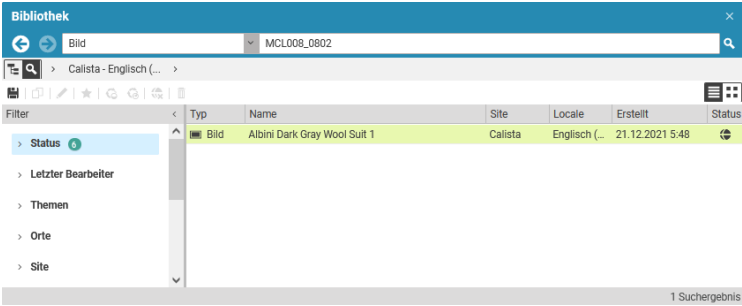 Bibliothek
Bild MCL008_0802
Calista - Englisch (...
Filter Typ Name Site Locale Erstellt Status
Status 6 Bild Albini Dark Gray Wool Suit 1 Calista Englisch (... 21.12.2021 5:48
Letzter Bearbeiter
Themen
Orte
Site
1 Suchergebnis